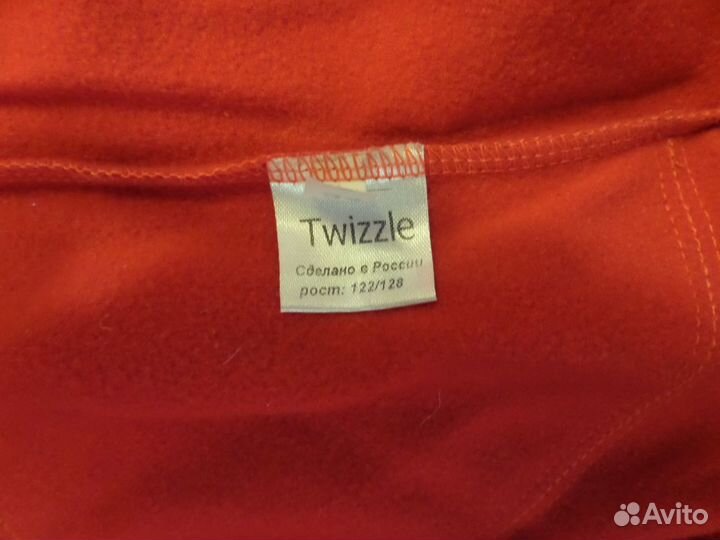 Twizzle
Сделано в России
рост: 122/128
Avito